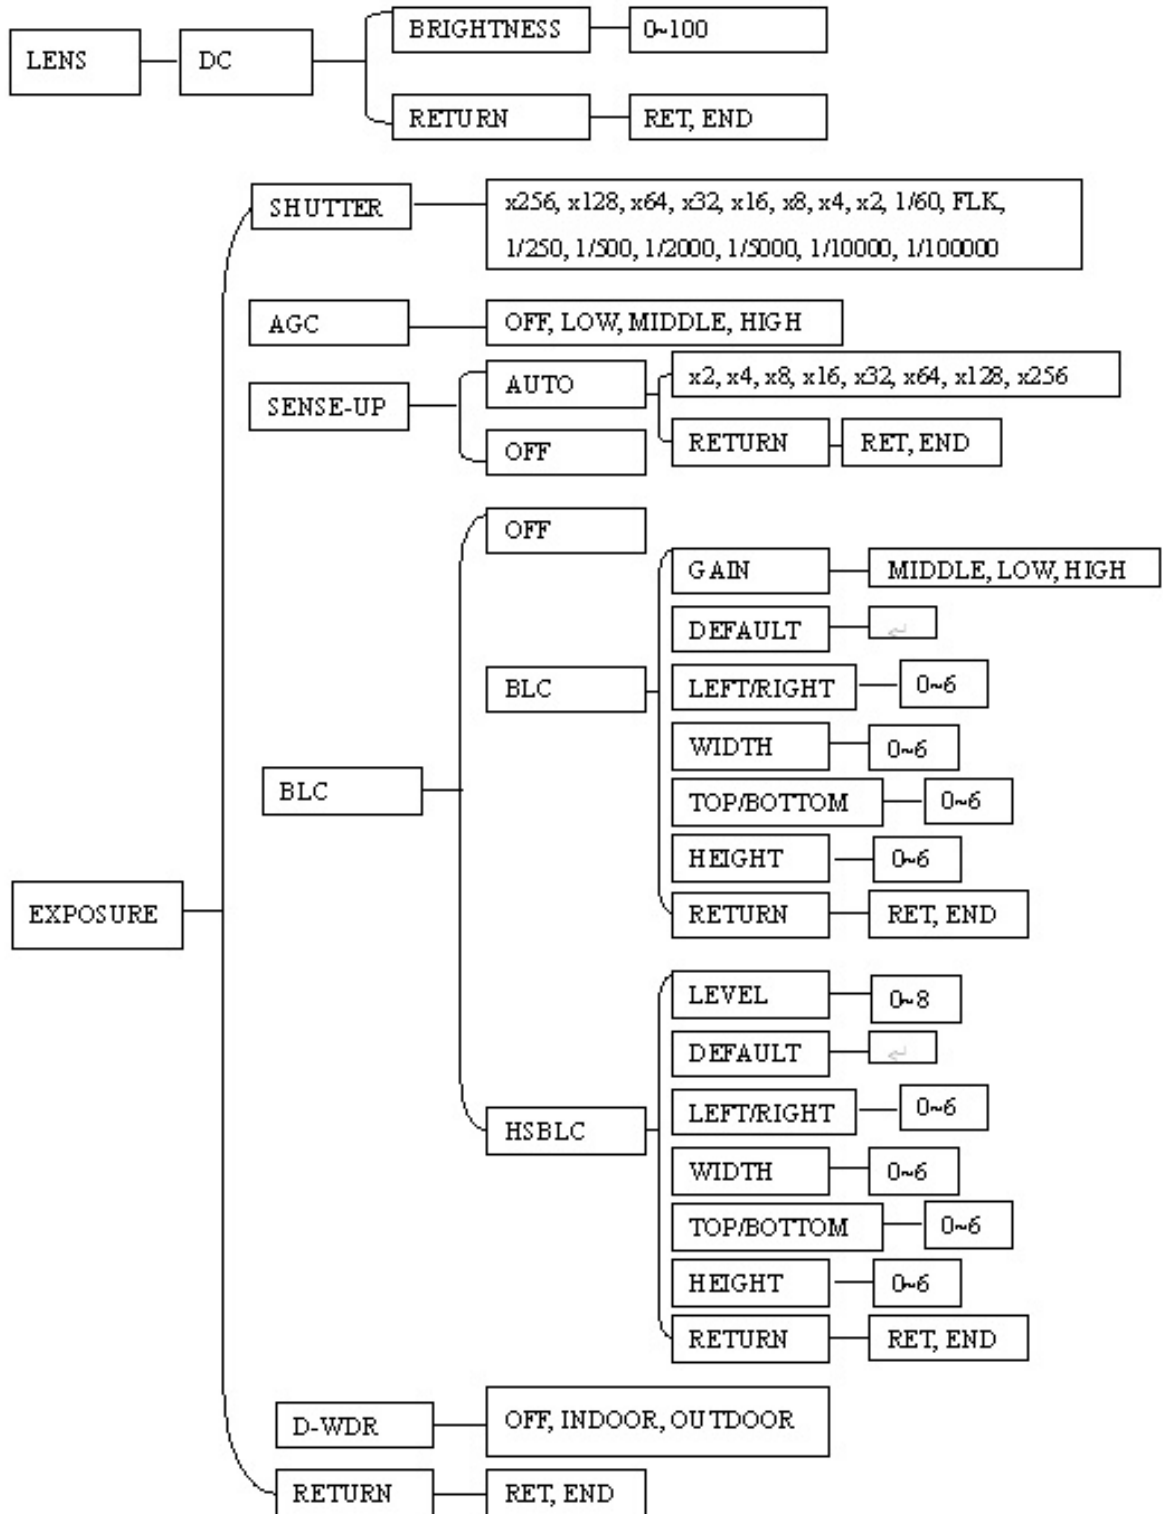 LENS
DC
BRIGHTNESS
0~100
RETURN
RET, END
EXPOSURE
SHUTTER
x256, x128, x64, x32, x16, x8, x4, x2, 1/60, FLK,
1/250, 1/500, 1/2000, 1/5000, 1/10000, 1/100000
AGC
OFF, LOW, MIDDLE, HIGH
SENSE-UP
AUTO
x2, x4, x8, x16, x32, x64, x128, x256
RETURN
RET, END
OFF
BLC
OFF
BLC
GAIN
MIDDLE, LOW, HIGH
DEFAULT
↵
LEFT/RIGHT
0~6
WIDTH
0~6
TOP/BOTTOM
0~6
HEIGHT
0~6
RETURN
RET, END
HSBLC
LEVEL
0~8
DEFAULT
↵
LEFT/RIGHT
0~6
WIDTH
0~6
TOP/BOTTOM
0~6
HEIGHT
0~6
RETURN
RET, END
D-WDR
OFF, INDOOR, OUTDOOR
RETURN
RET, END